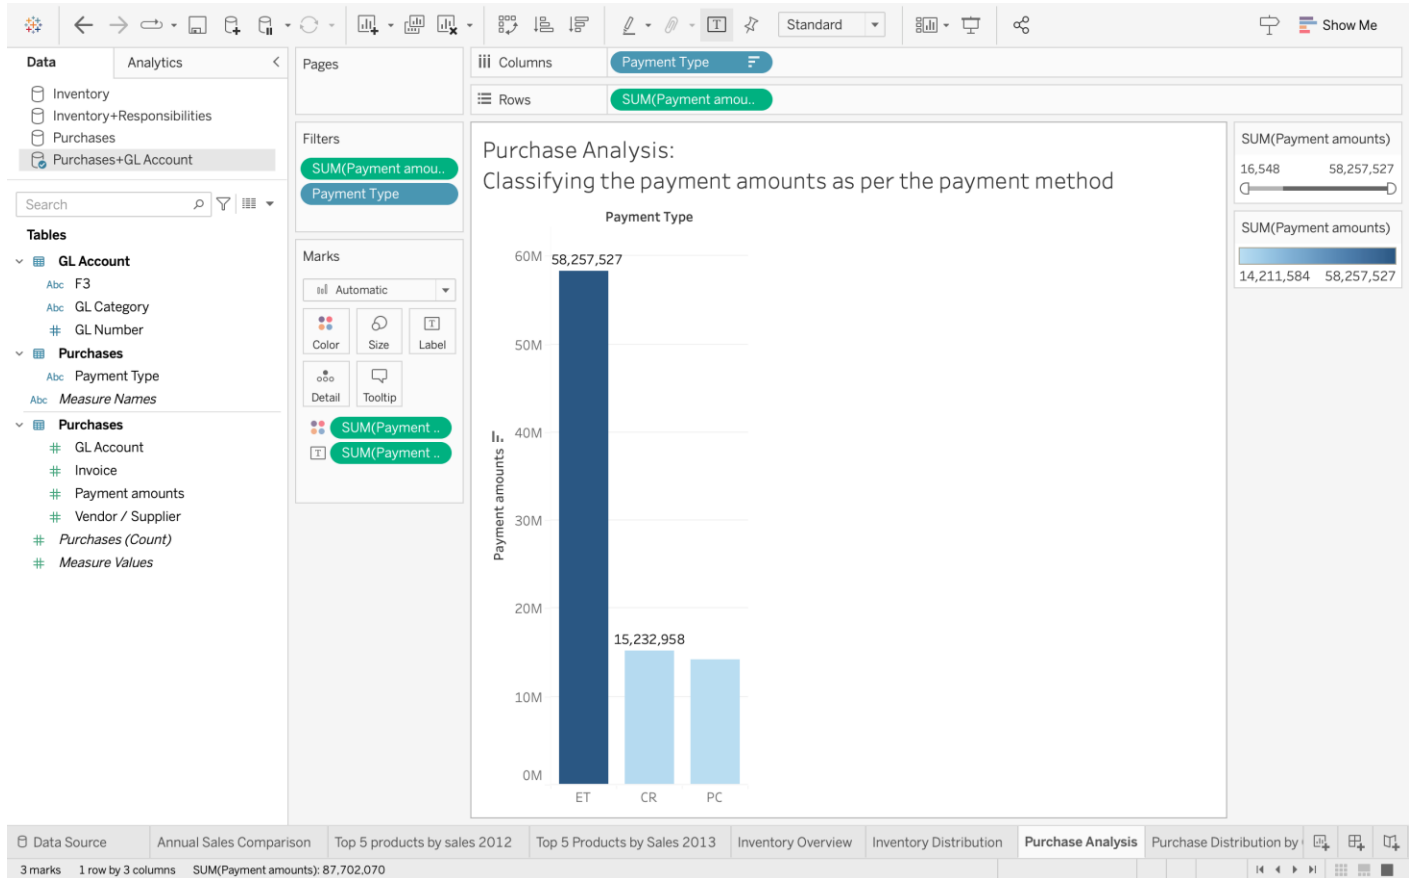 Standard
Show Me
Data
Analytics
Pages
Columns
Payment Type
Rows
SUM(Payment amou..
Inventory
Inventory+Responsibilities
Purchases
Purchases+GL Account
Search
Tables
GL Account
Abc F3
Abc GL Category
# GL Number
Purchases
Abc Payment Type
Abc Measure Names
Purchases
# GL Account
# Invoice
# Payment amounts
# Vendor / Supplier
# Purchases (Count)
# Measure Values
Filters
SUM(Payment amou..
Payment Type
Marks
Automatic
Color
Size
T
Label
Detail
Tooltip
SUM(Payment ..
T SUM(Payment ..
Purchase Analysis:
Classifying the payment amounts as per the payment method
Payment Type
60M
50M
40M
30M
20M
10M
0M
Payment amounts
58,257,527
15,232,958
ET
CR
PC
SUM(Payment amounts)
16,548 58,257,527
SUM(Payment amounts)
14,211,584 58,257,527
Data Source
Annual Sales Comparison
Top 5 products by sales 2012
Top 5 Products by Sales 2013
Inventory Overview
Inventory Distribution
Purchase Analysis
Purchase Distribution by
3 marks 1 row by 3 columns SUM(Payment amounts): 87,702,070